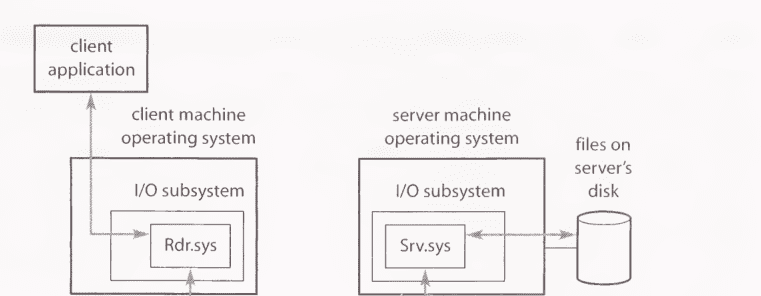 client
application
client machine
operating system
server machine
operating system
files on
server's
disk
I/O subsystem
I/O subsystem
Rdr.sys
Srv.sys